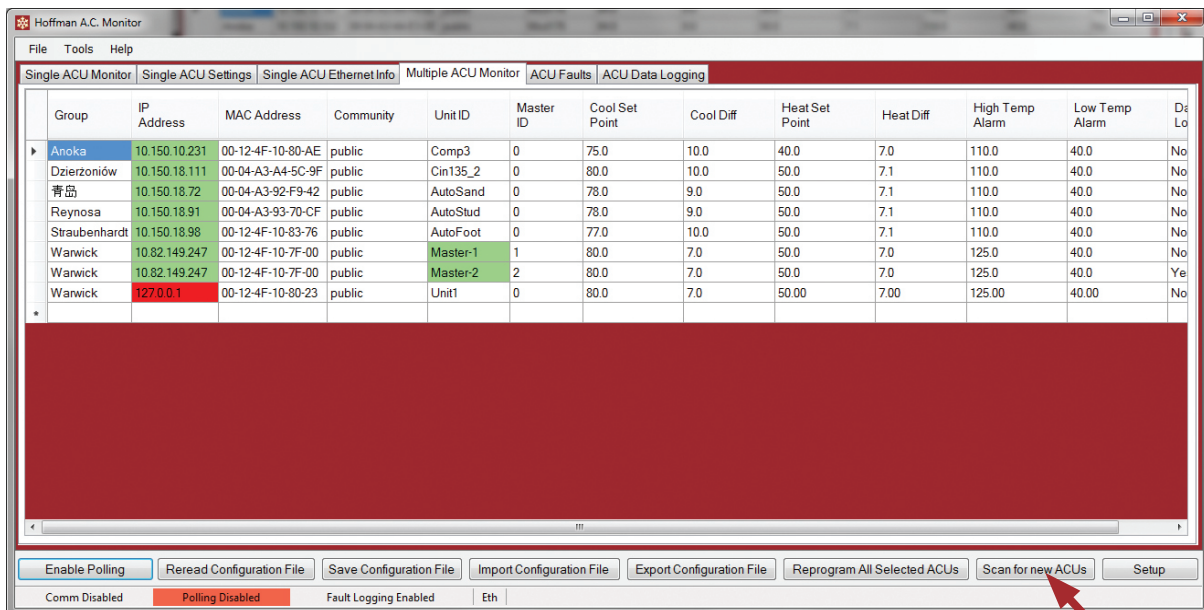 Hoffman A.C. Monitor
File Tools Help
Single ACU Monitor Single ACU Settings Single ACU Ethernet Info Multiple ACU Monitor ACU Faults ACU Data Logging
Group IP Address MAC Address Community Unit ID Master ID Cool Set Point Cool Diff Heat Set Point Heat Diff High Temp Alarm Low Temp Alarm Da Lo
Anoka 10.150.10.231 00-12-4F-10-80-AE public Comp3 0 75.0 10.0 40.0 7.0 110.0 40.0 No
Dzierżoniów 10.150.18.111 00-04-A3-A4-5C-9F public Cin135_2 0 80.0 10.0 50.0 7.1 110.0 40.0 No
青岛 10.150.18.72 00-04-A3-92-F9-42 public AutoSand 0 78.0 9.0 50.0 7.1 110.0 40.0 No
Reynosa 10.150.18.91 00-04-A3-93-70-CF public AutoStud 0 78.0 9.0 50.0 7.1 110.0 40.0 No
Straubenhardt 10.150.18.98 00-12-4F-10-83-76 public AutoFoot 0 77.0 10.0 50.0 7.1 110.0 40.0 No
Warwick 10.82.149.247 00-12-4F-10-7F-00 public Master-1 1 80.0 7.0 50.0 7.0 125.0 40.0 No
Warwick 10.82.149.247 00-12-4F-10-7F-00 public Master-2 2 80.0 7.0 50.0 7.0 125.0 40.0 Ye
Warwick 127.0.0.1 00-12-4F-10-80-23 public Unit1 0 80.0 7.0 50.00 7.00 125.00 40.00 No
*
Enable Polling Reread Configuration File Save Configuration File Import Configuration File Export Configuration File Reprogram All Selected ACUs Scan for new ACUs Setup
Comm Disabled Polling Disabled Fault Logging Enabled Eth